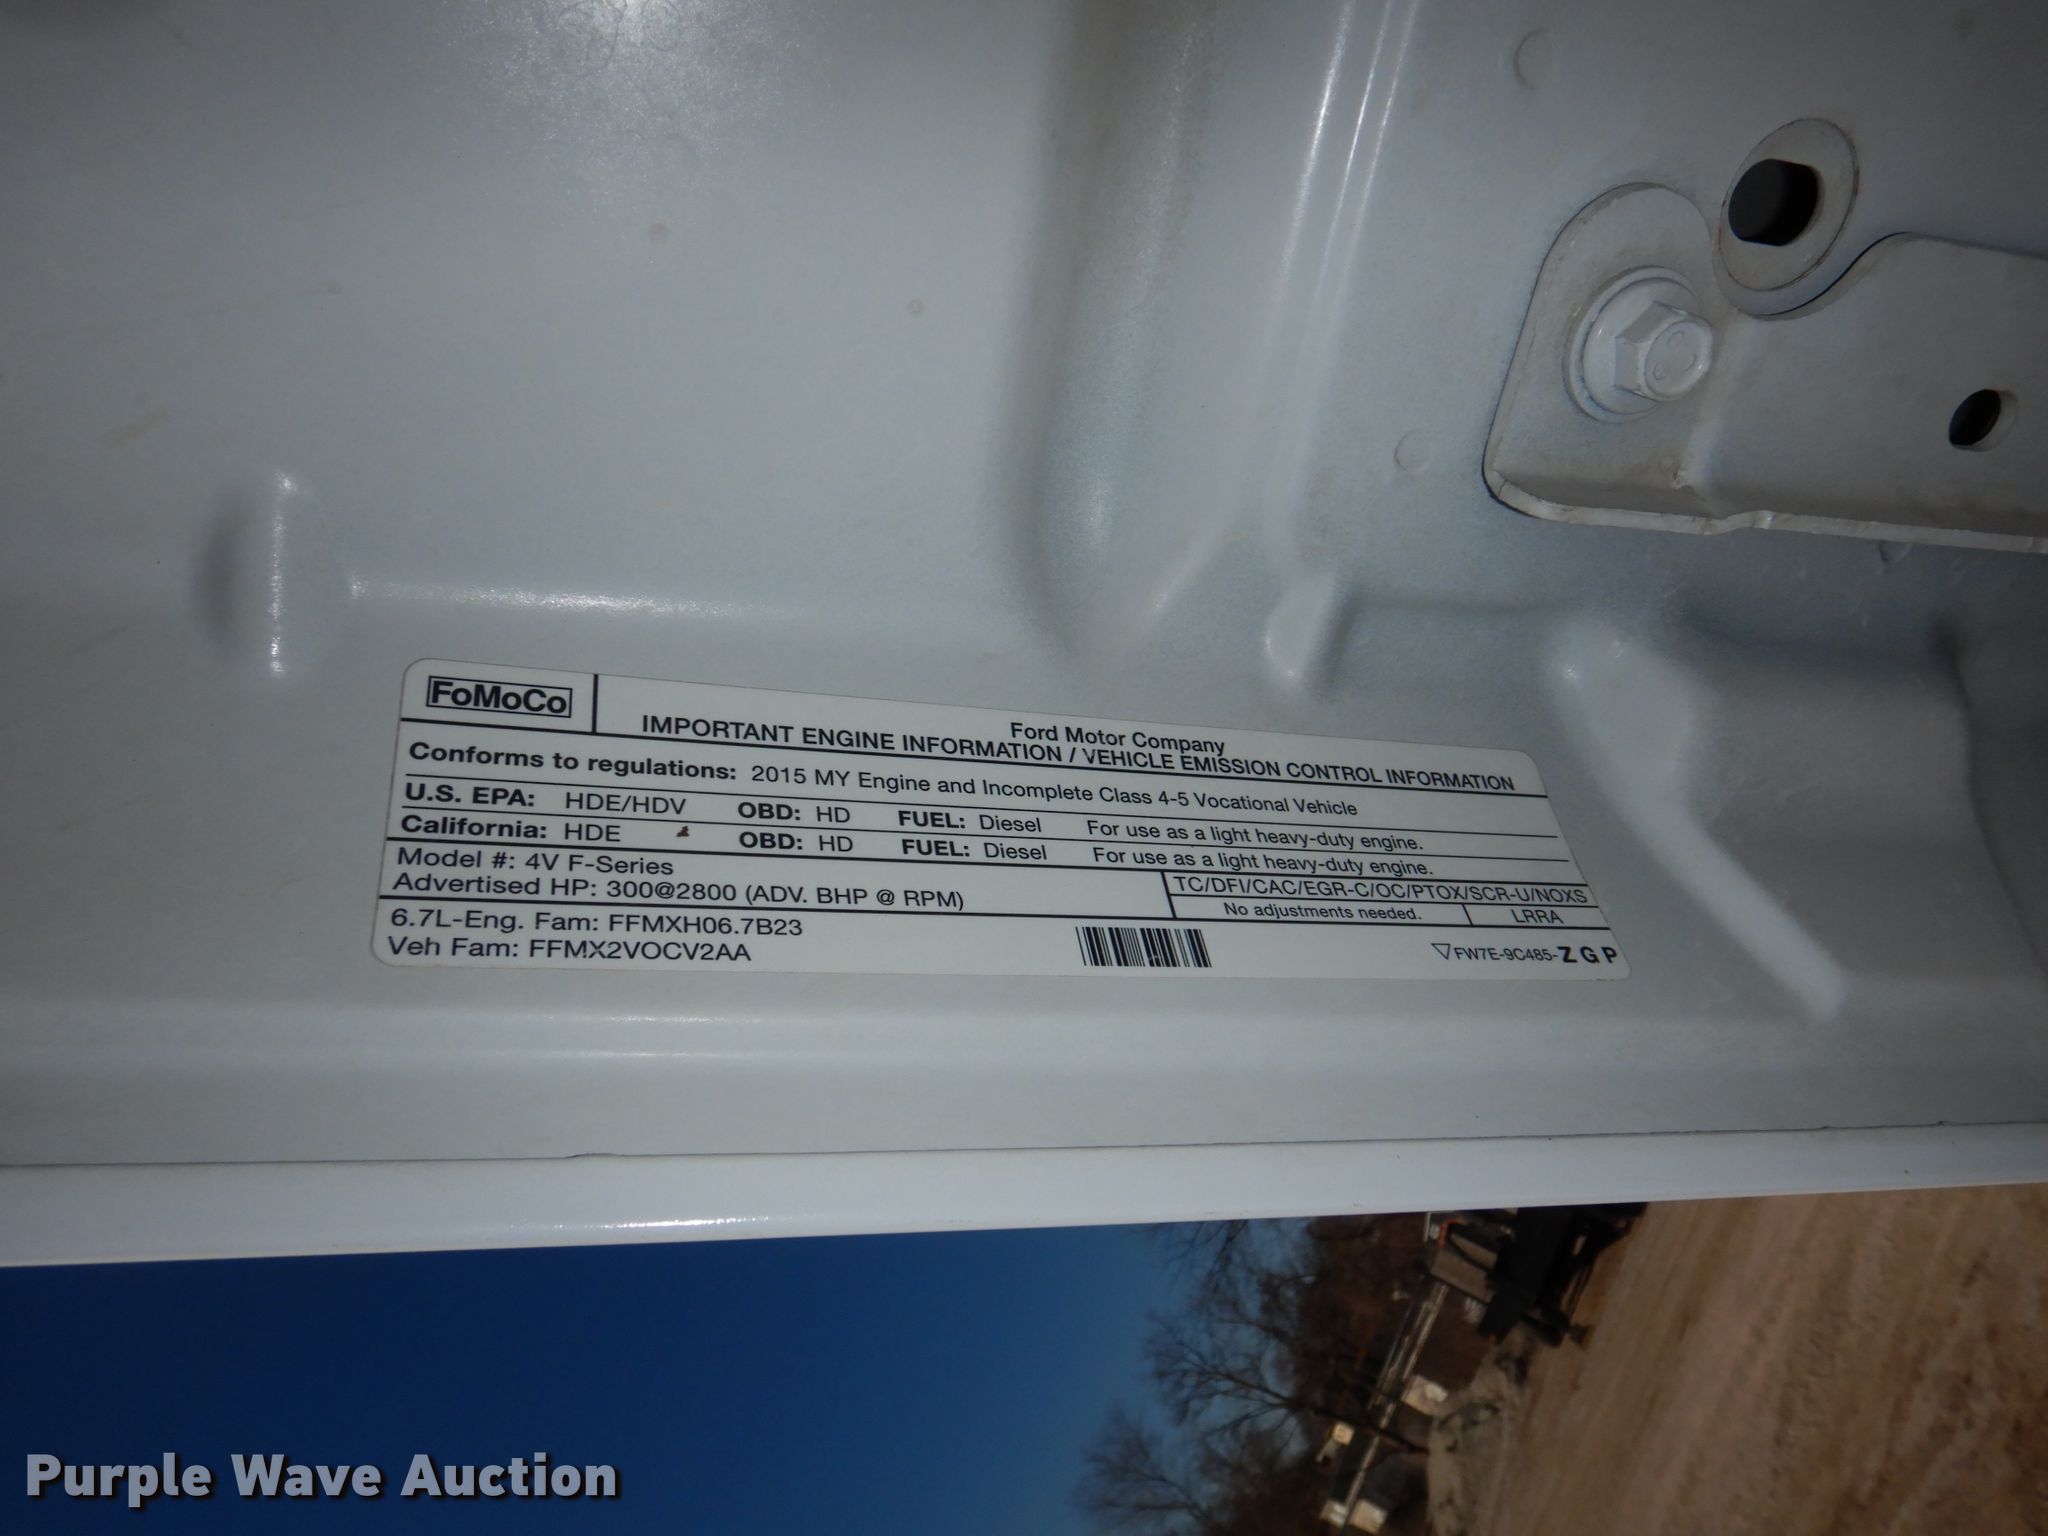 FoMoCo
Ford Motor Company
IMPORTANT ENGINE INFORMATION / VEHICLE EMISSION CONTROL INFORMATION
Conforms to regulations: 2015 MY Engine and Incomplete Class 4-5 Vocational Vehicle
U.S. EPA: HDE/HDV OBD: HD FUEL: Diesel For use as a light heavy-duty engine.
California: HDE OBD: HD FUEL: Diesel For use as a light heavy-duty engine.
Model #: 4V F-Series
Advertised HP: 300@2800 (ADV. BHP @ RPM)
TC/DFI/CAC/EGR-C/OC/PTOX/SCR-U/NOXS
No adjustments needed. LRRA
6.7L-Eng. Fam: FFMXH06.7B23
Veh Fam: FFMX2VOCV2AA
FW7E-9C485-ZGP
Purple Wave Auction